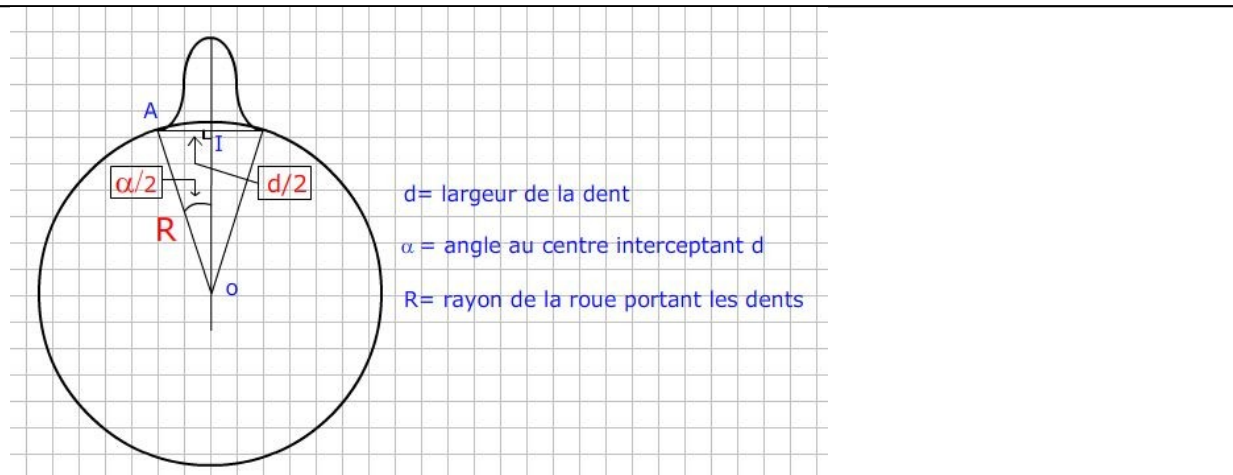 A
I
α/2
d/2
R
o
d= largeur de la dent
α = angle au centre interceptant d
R= rayon de la roue portant les dents